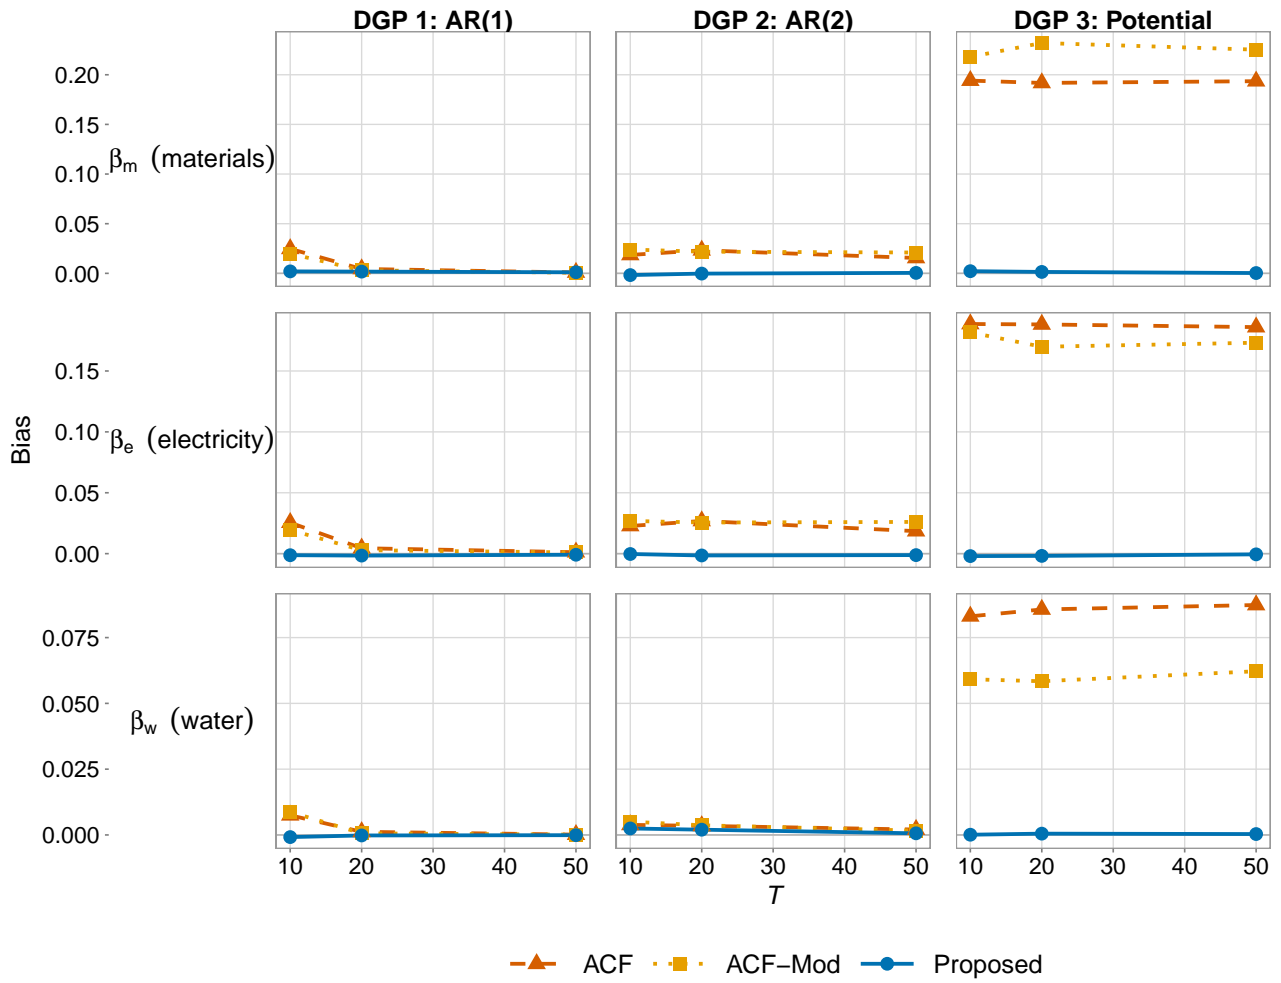 DGP 1: AR(1)
DGP 2: AR(2)
DGP 3: Potential
0.20
0.15
βm (materials)
0.10
0.05
0.00
0.15
Bias
0.10
βe (electricity)
0.05
0.00
0.075
0.050
βw (water)
0.025
0.000
10 20 30 40 50
10 20 30 40 50
10 20 30 40 50
T
ACF
ACF−Mod
Proposed